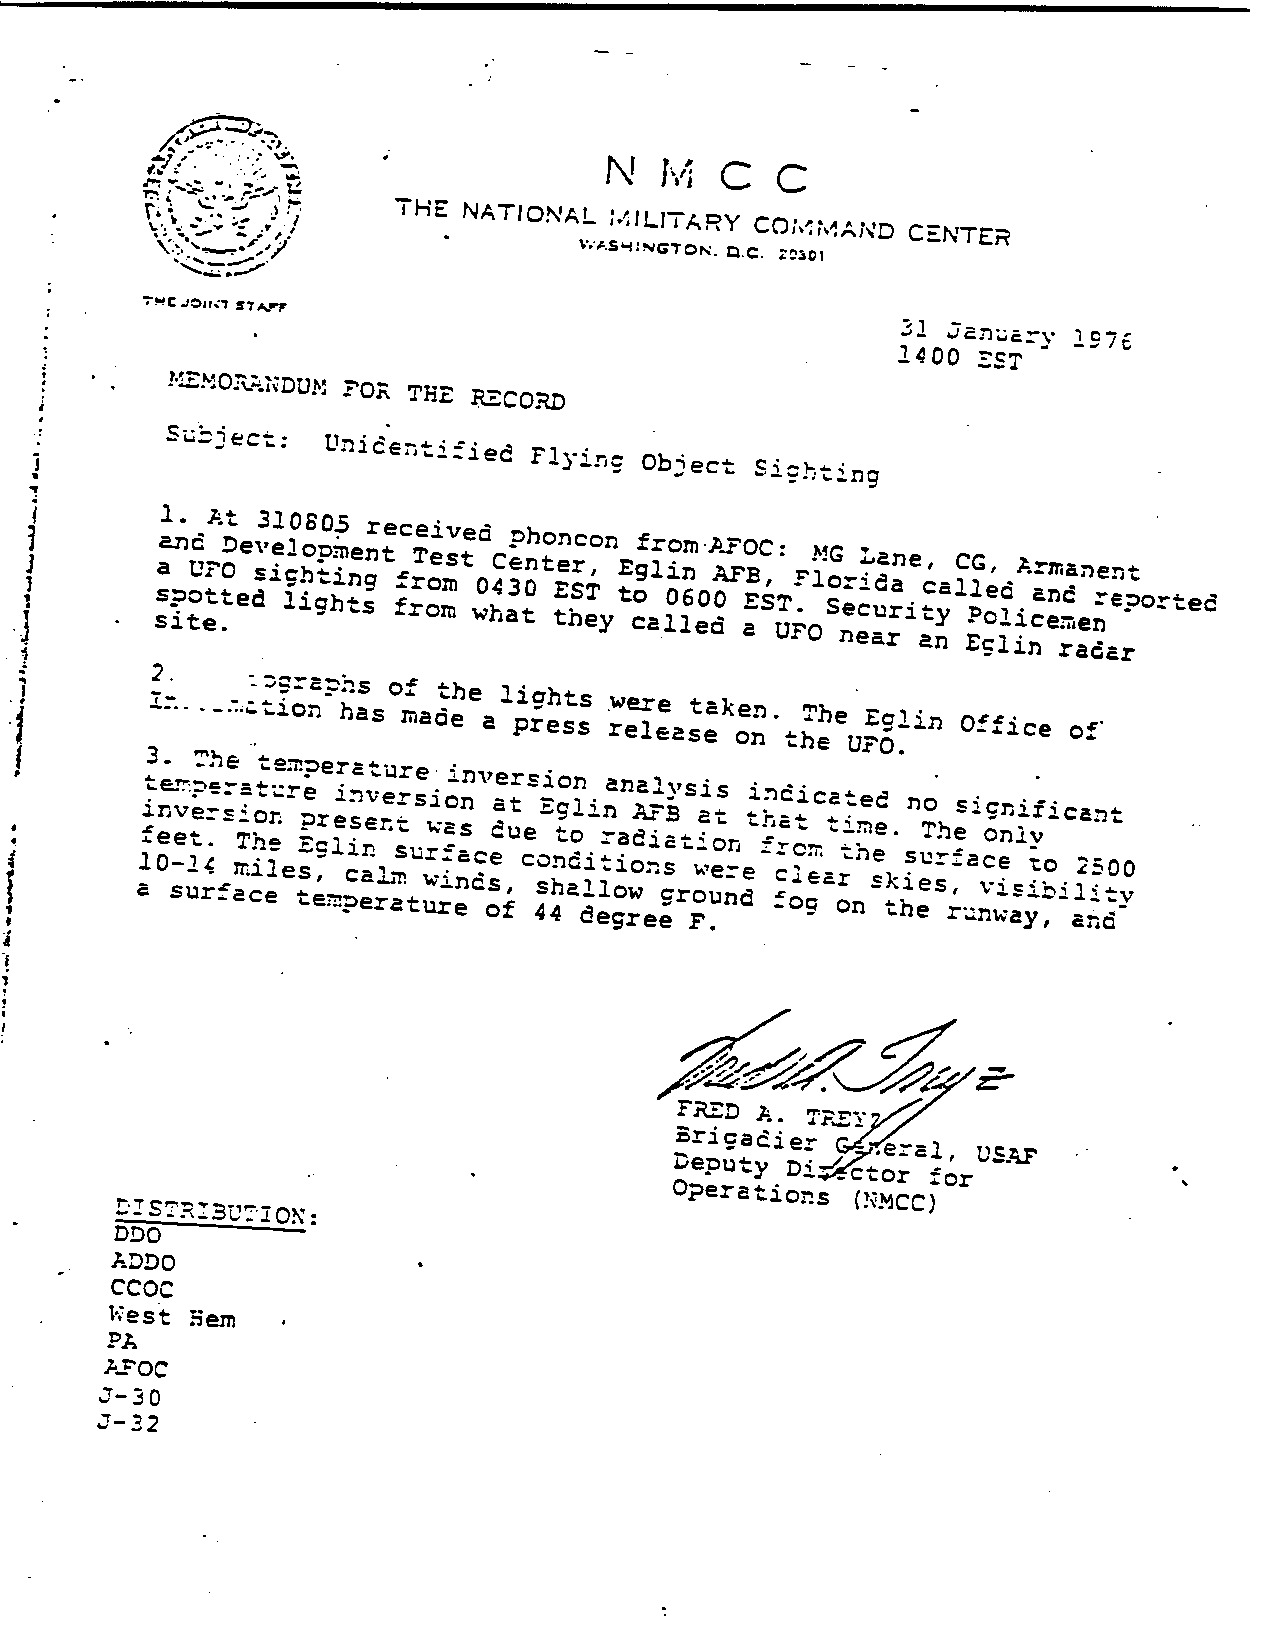 N M C C
THE NATIONAL MILITARY COMMAND CENTER
WASHINGTON, D.C. 20301
THE JOINT STAFF
31 January 1976
1400 EST
MEMORANDUM FOR THE RECORD
Subject: Unidentified Flying Object Sighting
1. At 310805 received phoncon from AFOC: MG Lane, CG, Armanent
and Development Test Center, Eglin AFB, Florida called and reported
a UFO sighting from 0430 EST to 0600 EST. Security Policemen
spotted lights from what they called a UFO near an Eglin radar
site.
2. ographs of the lights were taken. The Eglin Office of
In tion has made a press release on the UFO.
3. The temperature inversion analysis indicated no significant
temperature inversion at Eglin AFB at that time. The only
inversion present was due to radiation from the surface to 2500
feet. The Eglin surface conditions were clear skies, visibility
10-14 miles, calm winds, shallow ground fog on the runway, and
a surface temperature of 44 degree F.
FRED A. TREYZ
Brigadier General, USAF
Deputy Director for
Operations (NMCC)
DISTRIBUTION:
DDO
ADDO
CCOC
West Hem
PA
AFOC
J-30
J-32